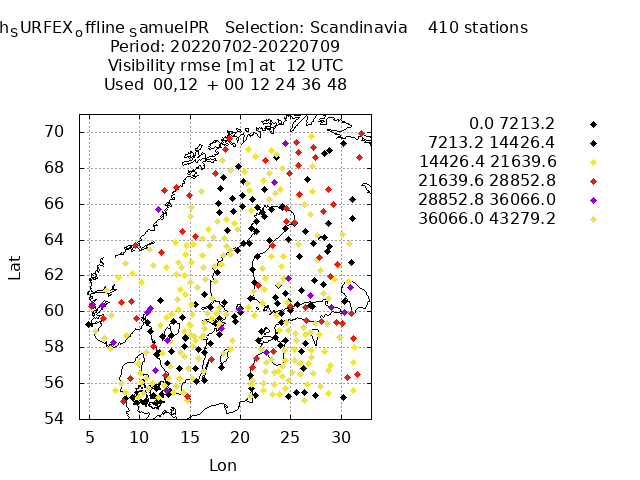 hSURFEXoffline SamuelPR Selection: Scandinavia 410 stations
Period: 20220702-20220709
Visibility rmse [m] at 12 UTC
Used 00,12 + 00 12 24 36 48
0.0 7213.2
7213.2 14426.4
14426.4 21639.6
21639.6 28852.8
28852.8 36066.0
36066.0 43279.2
70
68
66
64
62
60
58
56
54
Lat
5 10 15 20 25 30
Lon